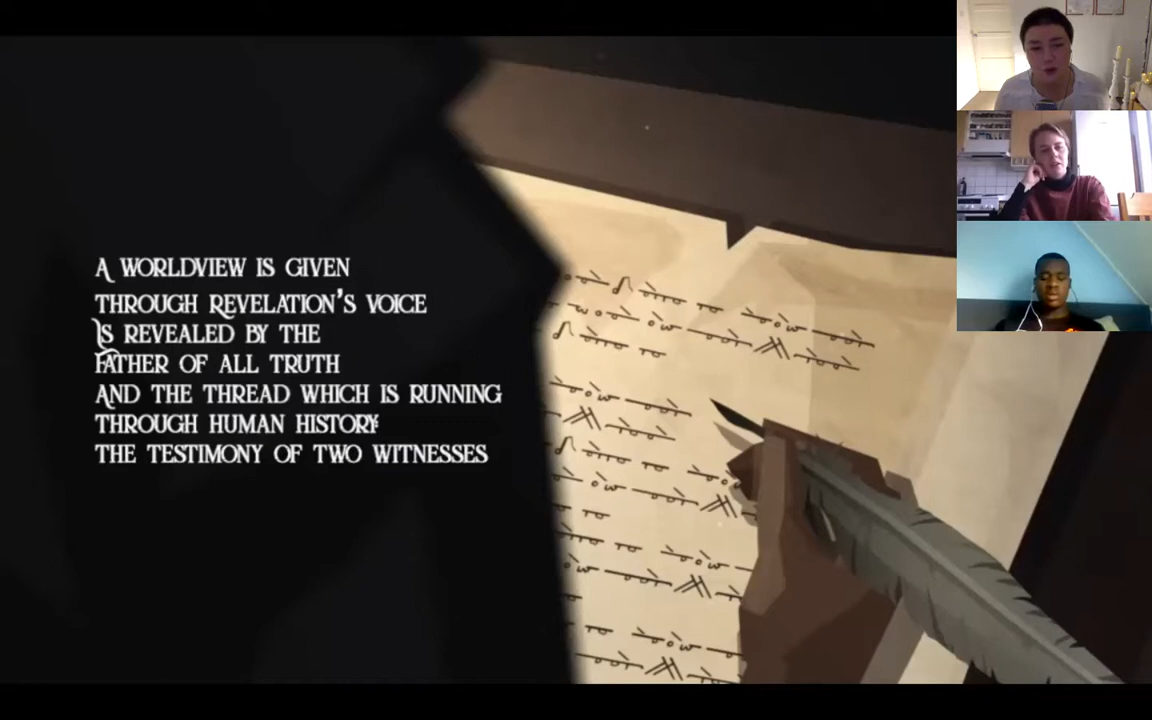 A WORLDVIEW IS GIVEN
THROUGH REVELATION'S VOICE
IS REVEALED BY THE
FATHER OF ALL TRUTH
AND THE THREAD WHICH IS RUNNING
THROUGH HUMAN HISTORY:
THE TESTIMONY OF TWO WITNESSES